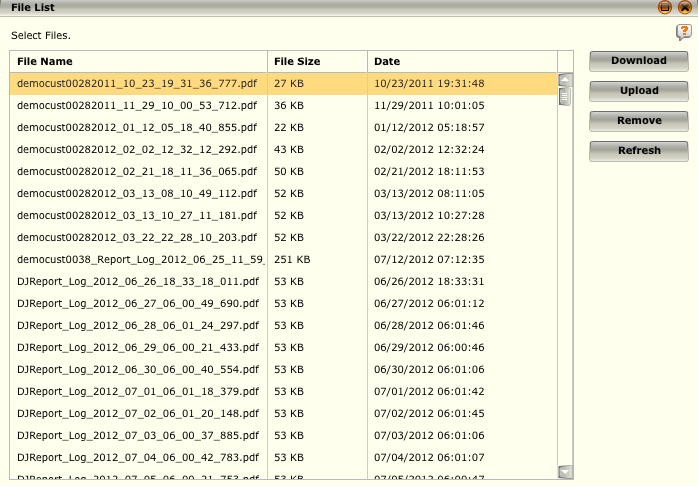 File List
Select Files.
File Name File Size Date
democust00282011_10_23_19_31_36_777.pdf 27 KB 10/23/2011 19:31:48
democust00282011_11_29_10_00_53_712.pdf 36 KB 11/29/2011 10:01:05
democust00282012_01_12_05_18_40_855.pdf 22 KB 01/12/2012 05:18:57
democust00282012_02_02_12_32_12_292.pdf 43 KB 02/02/2012 12:32:24
democust00282012_02_21_18_11_36_065.pdf 50 KB 02/21/2012 18:11:53
democust00282012_03_13_08_10_49_112.pdf 52 KB 03/13/2012 08:11:05
democust00282012_03_13_10_27_11_181.pdf 52 KB 03/13/2012 10:27:28
democust00282012_03_22_22_28_10_203.pdf 52 KB 03/22/2012 22:28:26
democust0038_Report_Log_2012_06_25_11_59_ 251 KB 07/12/2012 07:12:35
DJReport_Log_2012_06_26_18_33_18_011.pdf 53 KB 06/26/2012 18:33:31
DJReport_Log_2012_06_27_06_00_49_690.pdf 53 KB 06/27/2012 06:01:12
DJReport_Log_2012_06_28_06_01_24_297.pdf 53 KB 06/28/2012 06:01:46
DJReport_Log_2012_06_29_06_00_21_433.pdf 53 KB 06/29/2012 06:00:46
DJReport_Log_2012_06_30_06_00_40_554.pdf 53 KB 06/30/2012 06:01:06
DJReport_Log_2012_07_01_06_01_18_379.pdf 53 KB 07/01/2012 06:01:42
DJReport_Log_2012_07_02_06_01_20_148.pdf 53 KB 07/02/2012 06:01:45
DJReport_Log_2012_07_03_06_00_37_885.pdf 53 KB 07/03/2012 06:01:06
DJReport_Log_2012_07_04_06_00_42_783.pdf 53 KB 07/04/2012 06:01:07
DJReport_Log_2012_07_05_06_00_21_753.pdf 53 KB 07/05/2012 06:00:47
Download
Upload
Remove
Refresh